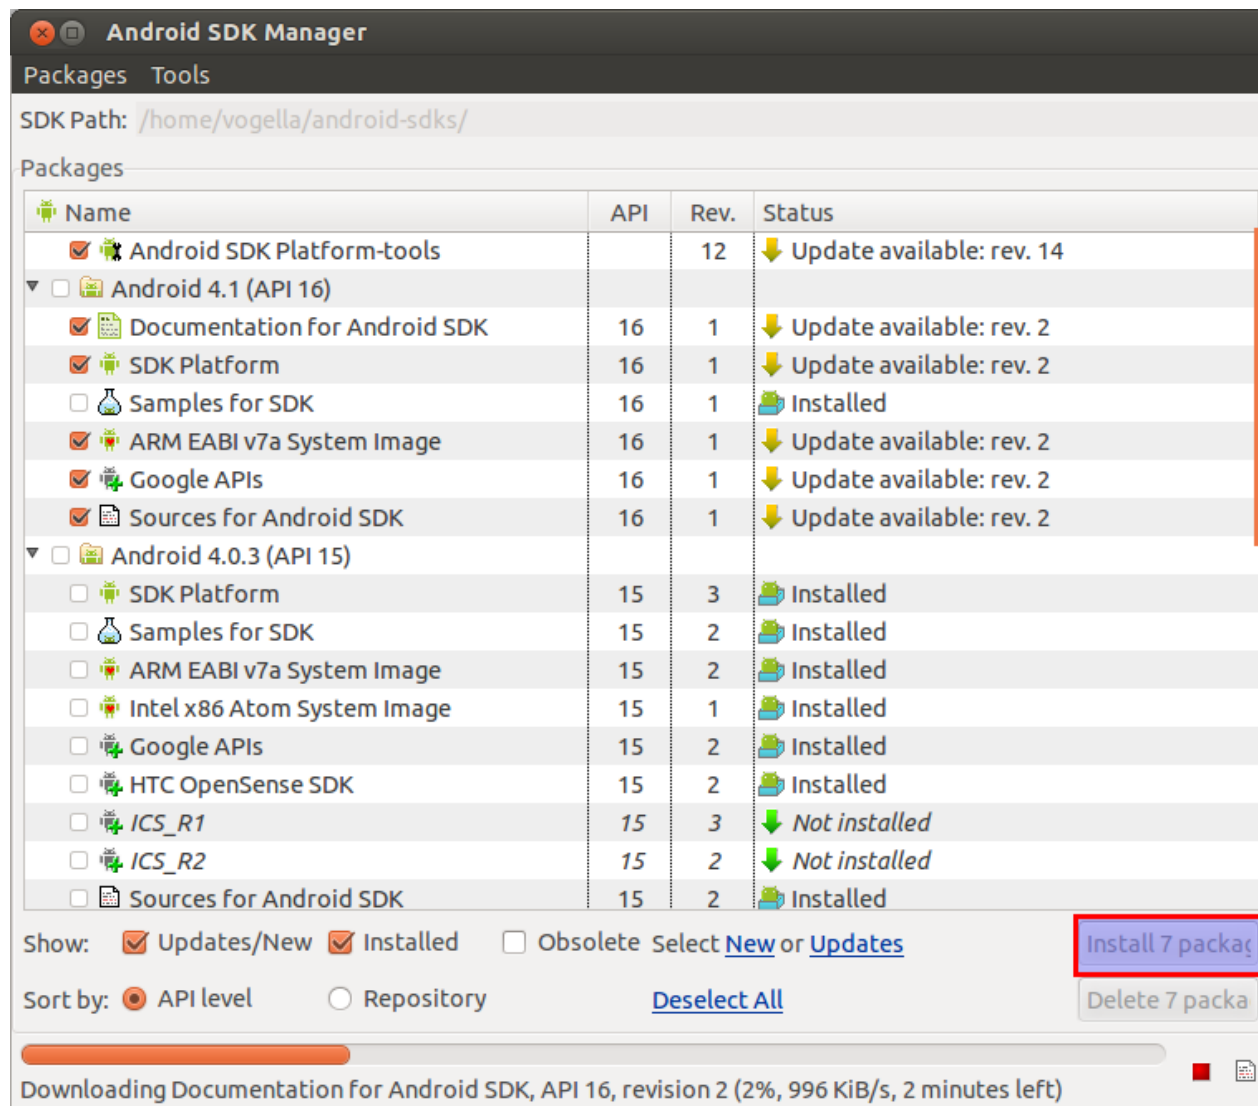 Android SDK Manager
Packages Tools
SDK Path: /home/vogella/android-sdks/
Packages
Name API Rev. Status
Android SDK Platform-tools 12 Update available: rev. 14
Android 4.1 (API 16)
Documentation for Android SDK 16 1 Update available: rev. 2
SDK Platform 16 1 Update available: rev. 2
Samples for SDK 16 1 Installed
ARM EABI v7a System Image 16 1 Update available: rev. 2
Google APIs 16 1 Update available: rev. 2
Sources for Android SDK 16 1 Update available: rev. 2
Android 4.0.3 (API 15)
SDK Platform 15 3 Installed
Samples for SDK 15 2 Installed
ARM EABI v7a System Image 15 2 Installed
Intel x86 Atom System Image 15 1 Installed
Google APIs 15 2 Installed
HTC OpenSense SDK 15 2 Installed
ICS_R1 15 3 Not installed
ICS_R2 15 2 Not installed
Sources for Android SDK 15 2 Installed
Show: Updates/New Installed Obsolete Select New or Updates Install 7 packag
Sort by: API level Repository Deselect All Delete 7 packa
Downloading Documentation for Android SDK, API 16, revision 2 (2%, 996 KiB/s, 2 minutes left)